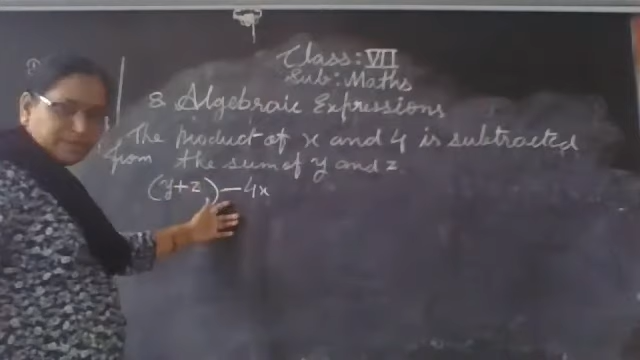 Class: VII
Sub: Maths
8 Algebraic Expressions
The product of x and 4 is subtracted
from the sum of y and z.
(y+z)-4x